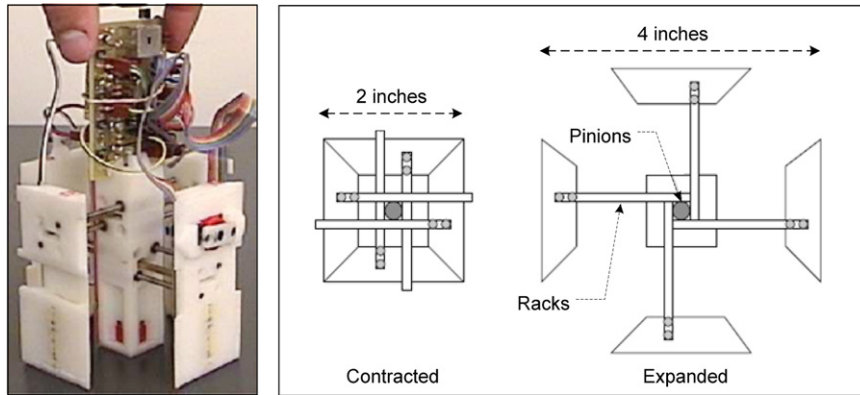 4 inches
2 inches
Pinions
Racks
Contracted
Expanded